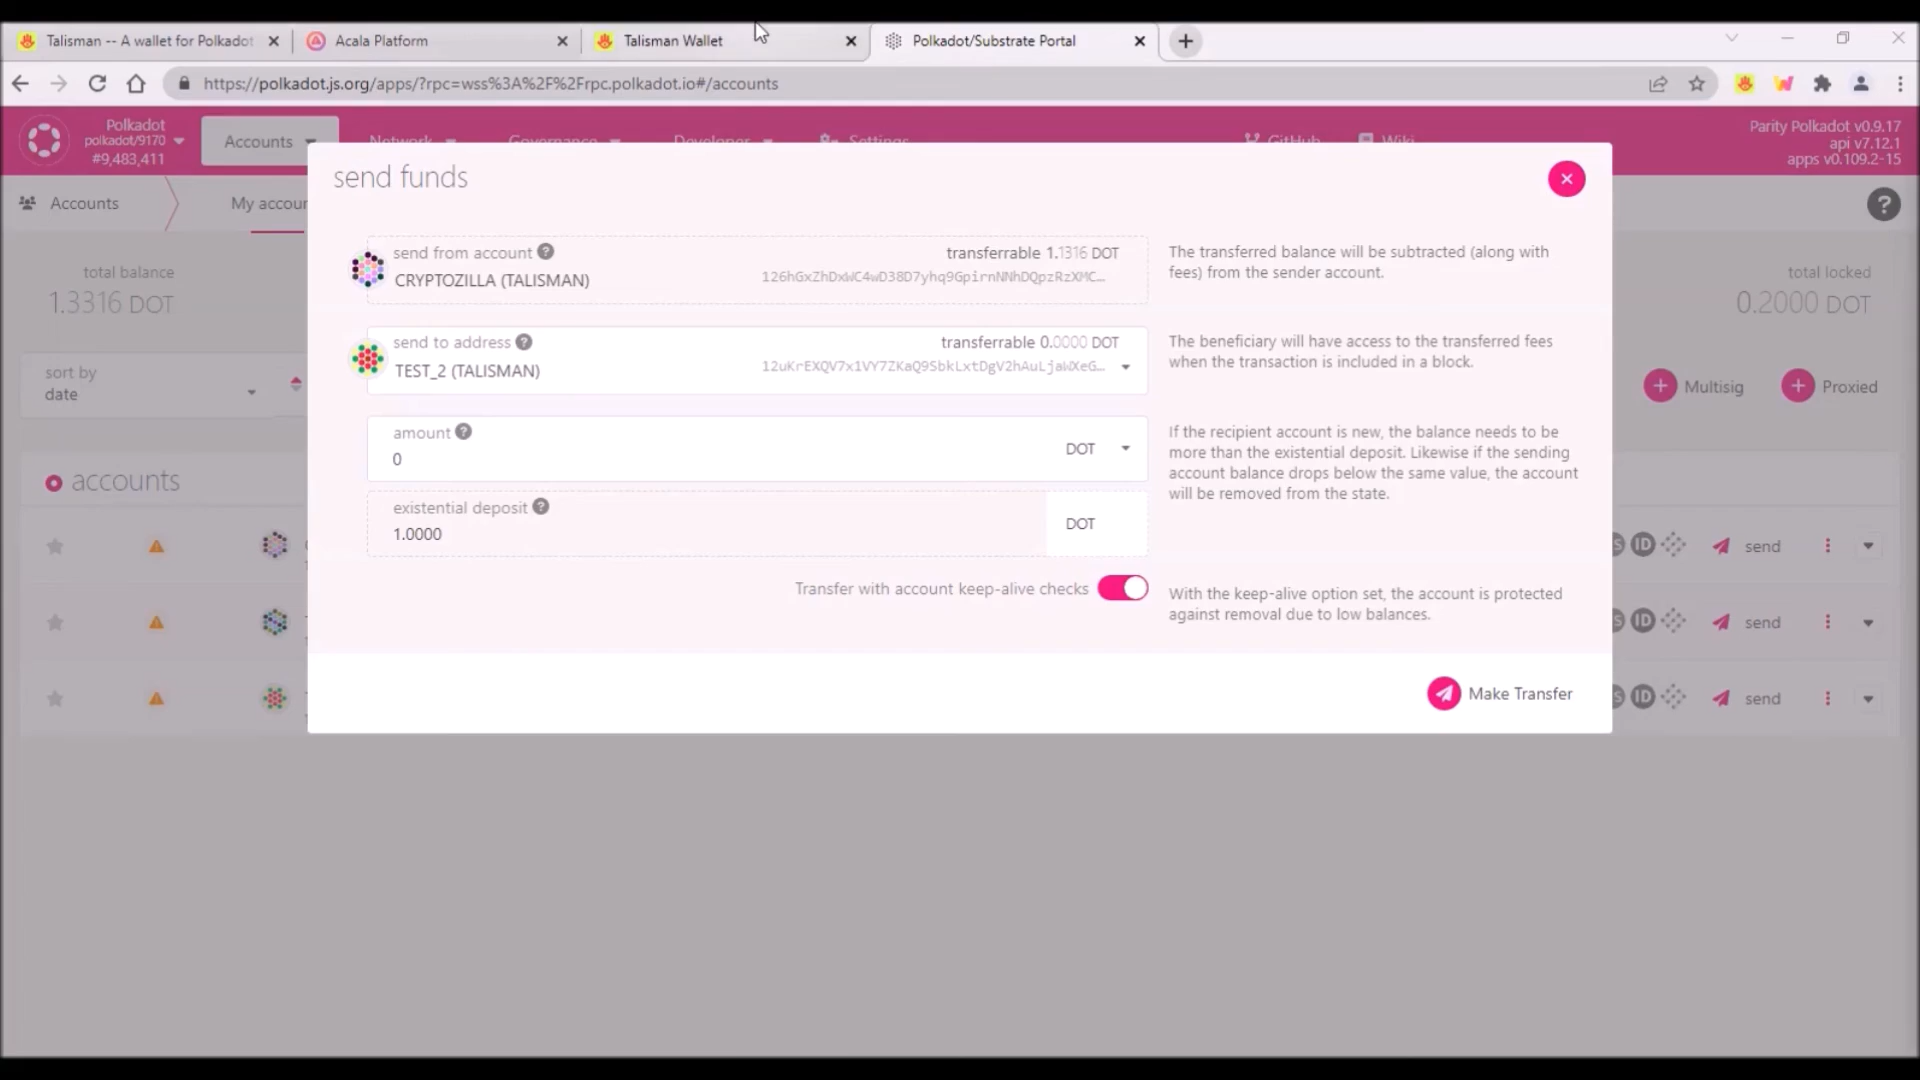 Talisman -- A wallet for Polkadot
Acala Platform
Talisman Wallet
Polkadot/Substrate Portal
https://polkadot.js.org/apps/?rpc=wss%3A%2F%2Frpc.polkadot.io#/accounts
Polkadot
polkadot/9170
#9,483,411
Accounts
Network
Governance
Developer
Settings
GitHub
Wiki
Parity Polkadot v0.9.17
api v7.12.1
apps v0.109.2-15
Accounts
My accou
send funds
total balance
1.3316 DOT
total locked
0.2000 DOT
send from account
transferrable 1.1316 DOT
CRYPTOZILLA (TALISMAN)
126hGxZhDxWC4wD38D7yhq9GpirnNNhDQpzRzXMC…
The transferred balance will be subtracted (along with
fees) from the sender account.
send to address
transferrable 0.0000 DOT
TEST_2 (TALISMAN)
12uKrEXQV7x1VY7ZKaQ9SbkLxtDgV2hAuLjaWXeG…
The beneficiary will have access to the transferred fees
when the transaction is included in a block.
sort by
date
Multisig
Proxied
amount
0
DOT
If the recipient account is new, the balance needs to be
more than the existential deposit. Likewise if the sending
account balance drops below the same value, the account
will be removed from the state.
accounts
existential deposit
1.0000
DOT
Transfer with account keep-alive checks
With the keep-alive option set, the account is protected
against removal due to low balances.
Make Transfer
S ID send
S ID send
S ID send